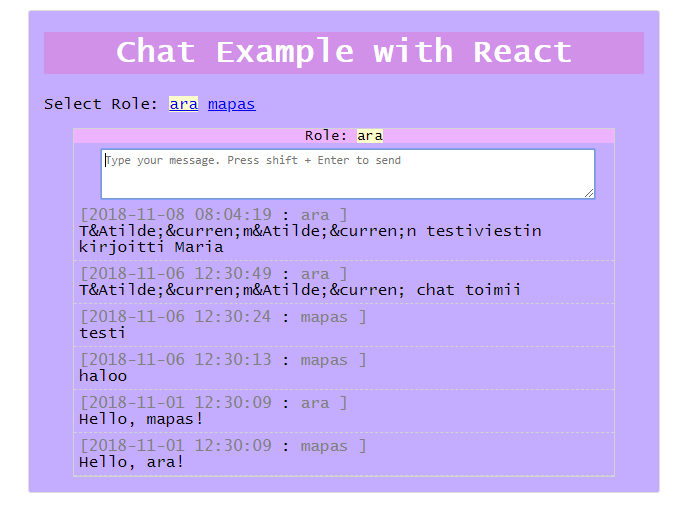 Chat Example with React
Select Role: ara mapas
Role: ara
Type your message. Press shift + Enter to send
[2018-11-08 08:04:19 : ara ]
T&Atilde;&curren;m&Atilde;&curren;n testiviestin
kirjoitti Maria
[2018-11-06 12:30:49 : ara ]
T&Atilde;&curren;m&Atilde;&curren; chat toimii
[2018-11-06 12:30:24 : mapas ]
testi
[2018-11-06 12:30:13 : mapas ]
haloo
[2018-11-01 12:30:09 : ara ]
Hello, mapas!
[2018-11-01 12:30:09 : mapas ]
Hello, ara!